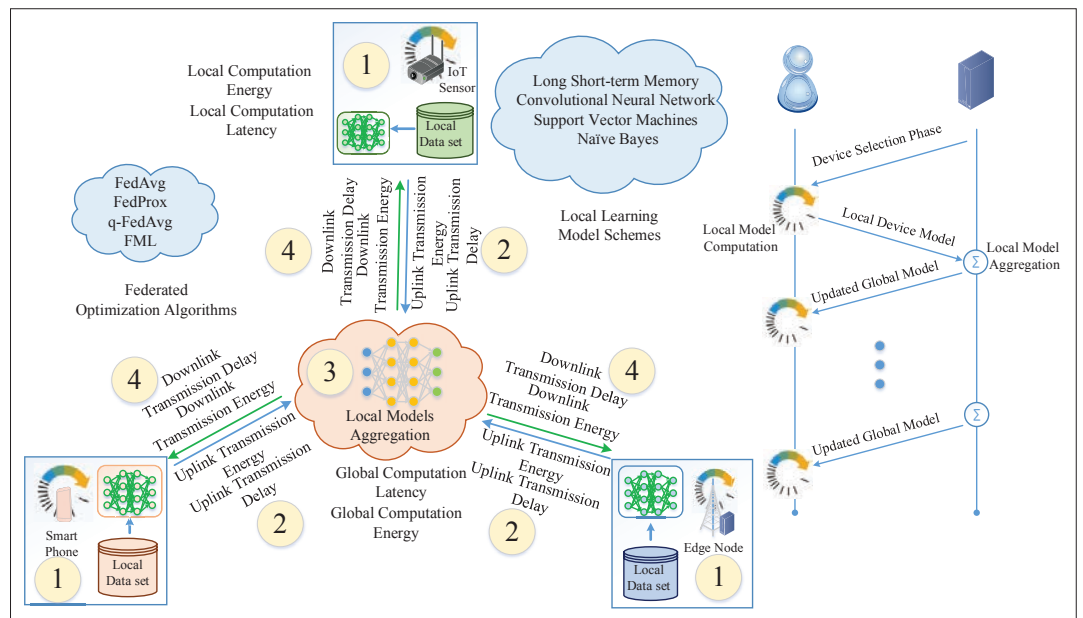 1
IoT
Sensor
Local
Data set
Local Computation
Energy
Local Computation
Latency
Long Short-term Memory
Convolutional Neural Network
Support Vector Machines
Naïve Bayes
Local Learning
Model Schemes
FedAvg
FedProx
q-FedAvg
FML
Federated
Optimization Algorithms
4
Downlink
Transmission Delay
Downlink
Transmission Energy
Uplink Transmission
Energy
Uplink Transmission
Delay
2
3
Local Models
Aggregation
Global Computation
Latency
Global Computation
Energy
4
Downlink
Transmission Delay
Downlink
Transmission Energy
Uplink Transmission
Energy
Uplink Transmission
Delay
2
Smart
Phone
1
Local
Data set
4
Downlink
Transmission Delay
Downlink
Transmission Energy
Uplink Transmission
Energy
Uplink Transmission
Delay
2
Edge Node
1
Local
Data set
Device Selection Phase
Local Model
Computation
Local Device Model
Σ
Local Model
Aggregation
Updated Global Model
Σ
Updated Global Model